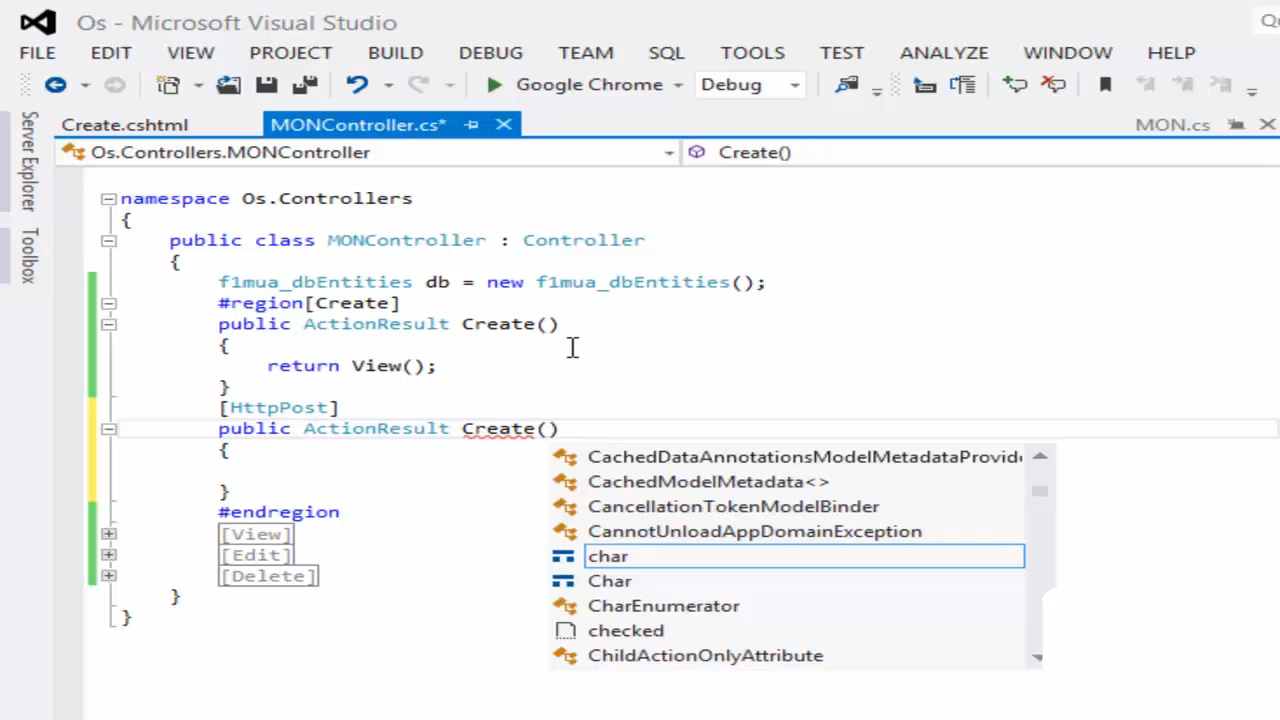 Os - Microsoft Visual Studio
FILE EDIT VIEW PROJECT BUILD DEBUG TEAM SQL TOOLS TEST ANALYZE WINDOW HELP
Google Chrome Debug
Server Explorer
Toolbox
Create.cshtml MONController.cs* MON.cs
Os.Controllers.MONController Create()
namespace Os.Controllers
{
public class MONController : Controller
{
f1mua_dbEntities db = new f1mua_dbEntities();
#region[Create]
public ActionResult Create()
{
return View();
}
[HttpPost]
public ActionResult Create()
{
}
#endregion
[View]
[Edit]
[Delete]
}
}
CachedDataAnnotationsModelMetadataProvid
CachedModelMetadata<>
CancellationTokenModelBinder
CannotUnloadAppDomainException
char
Char
CharEnumerator
checked
ChildActionOnlyAttribute